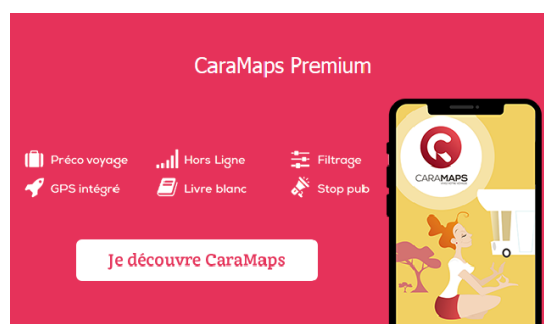 CaraMaps Premium
Préco voyage
Hors Ligne
Filtrage
GPS intégré
Livre blanc
Stop pub
Je découvre CaraMaps
CARAMAPS